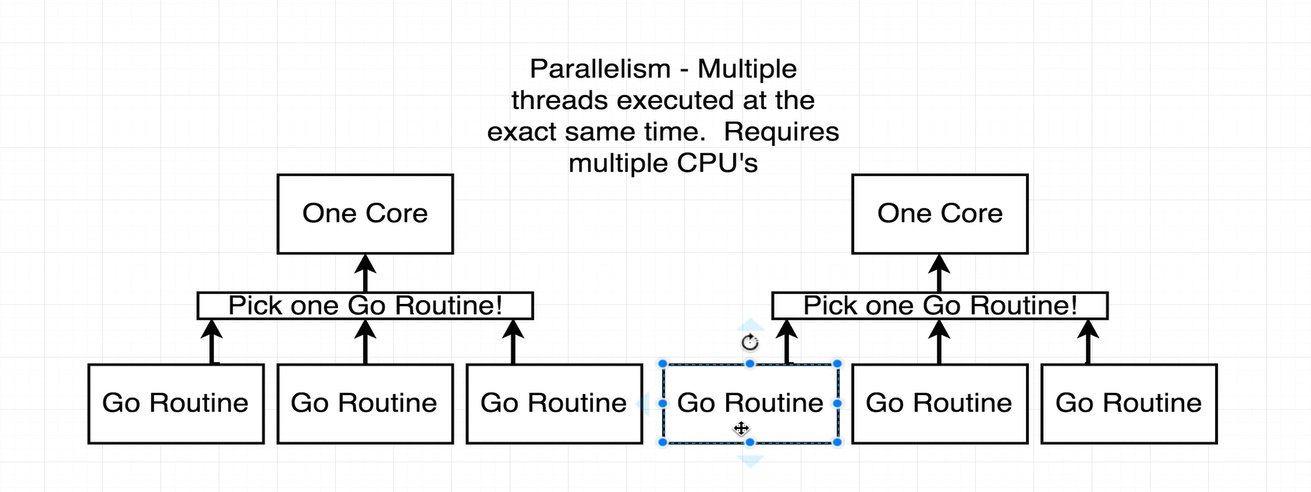 Parallelism - Multiple
threads executed at the
exact same time.  Requires
multiple CPU's
One Core
One Core
Pick one Go Routine!
Pick one Go Routine!
Go Routine
Go Routine
Go Routine
Go Routine
Go Routine
Go Routine